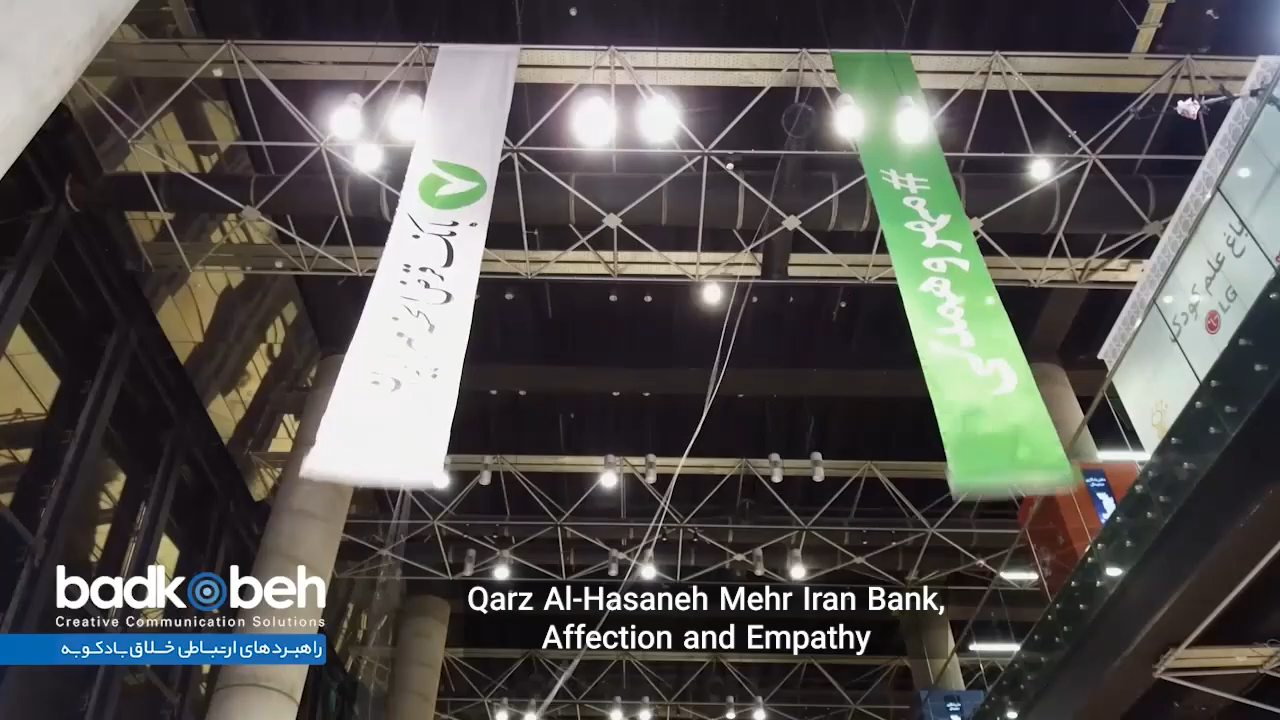 بانک قرض‌الحسنه مهر ایران
#مهر_و_همدلی
باغ علم کودک
LG
badkobeh
Creative Communication Solutions
راهبردهای ارتباطی خلاق بادکوبه
Qarz Al-Hasaneh Mehr Iran Bank,
Affection and Empathy